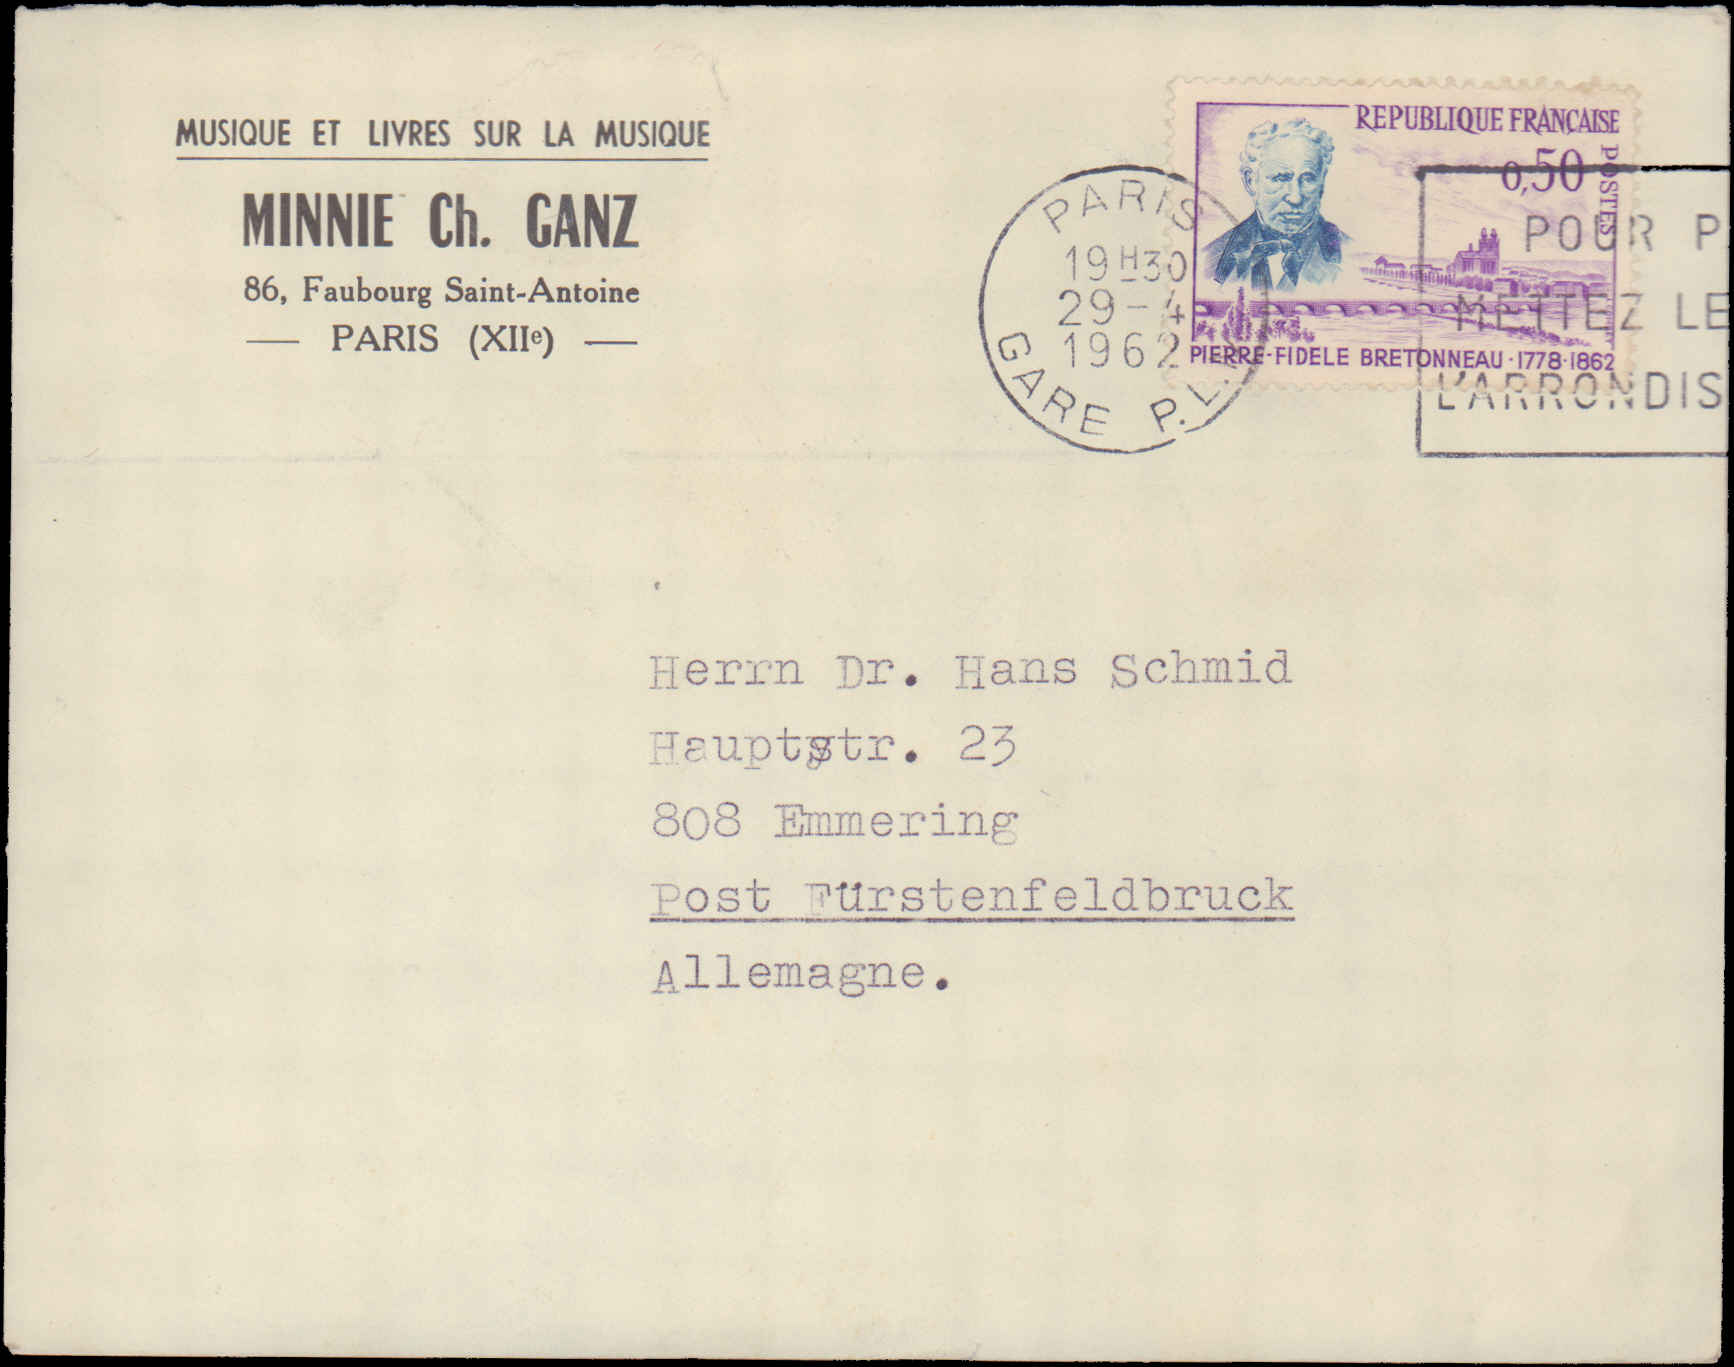 MUSIQUE ET LIVRES SUR LA MUSIQUE
MINNIE Ch. GANZ
86, Faubourg Saint-Antoine
— PARIS (XIIe) —
REPUBLIQUE FRANÇAISE
0,50
POSTES
PIERRE-FIDELE BRETONNEAU · 1778·1862
PARIS
19H30
29-4
1962
GARE P.L.
POUR P
METTEZ LE
L'ARRONDIS
Herrn Dr. Hans Schmid
Hauptstr. 23
808 Emmering
Post Fürstenfeldbruck
Allemagne.